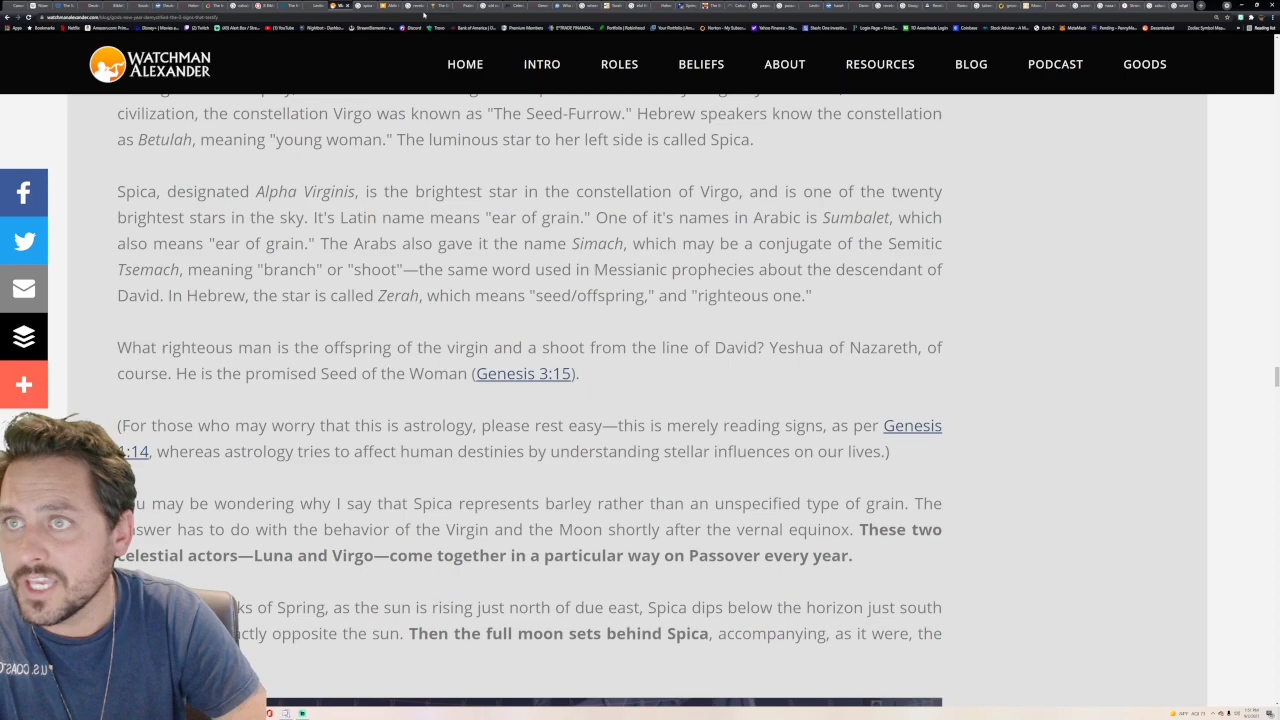 watchmanalexander.com/blog/gods-new-year-demystified-the-5-signs-that-testify
WATCHMAN
ALEXANDER
HOME INTRO ROLES BELIEFS ABOUT RESOURCES BLOG PODCAST GOODS
civilization, the constellation Virgo was known as "The Seed-Furrow." Hebrew speakers know the constellation
as Betulah, meaning "young woman." The luminous star to her left side is called Spica.
Spica, designated Alpha Virginis, is the brightest star in the constellation of Virgo, and is one of the twenty
brightest stars in the sky. It's Latin name means "ear of grain." One of it's names in Arabic is Sumbalet, which
also means "ear of grain." The Arabs also gave it the name Simach, which may be a conjugate of the Semitic
Tsemach, meaning "branch" or "shoot"—the same word used in Messianic prophecies about the descendant of
David. In Hebrew, the star is called Zerah, which means "seed/offspring," and "righteous one."
What righteous man is the offspring of the virgin and a shoot from the line of David? Yeshua of Nazareth, of
course. He is the promised Seed of the Woman (Genesis 3:15).
(For those who may worry that this is astrology, please rest easy—this is merely reading signs, as per Genesis
1:14, whereas astrology tries to affect human destinies by understanding stellar influences on our lives.)
may be wondering why I say that Spica represents barley rather than an unspecified type of grain. The
answer has to do with the behavior of the Virgin and the Moon shortly after the vernal equinox. These two
celestial actors—Luna and Virgo—come together in a particular way on Passover every year.
of Spring, as the sun is rising just north of due east, Spica dips below the horizon just south
opposite the sun. Then the full moon sets behind Spica, accompanying, as it were, the